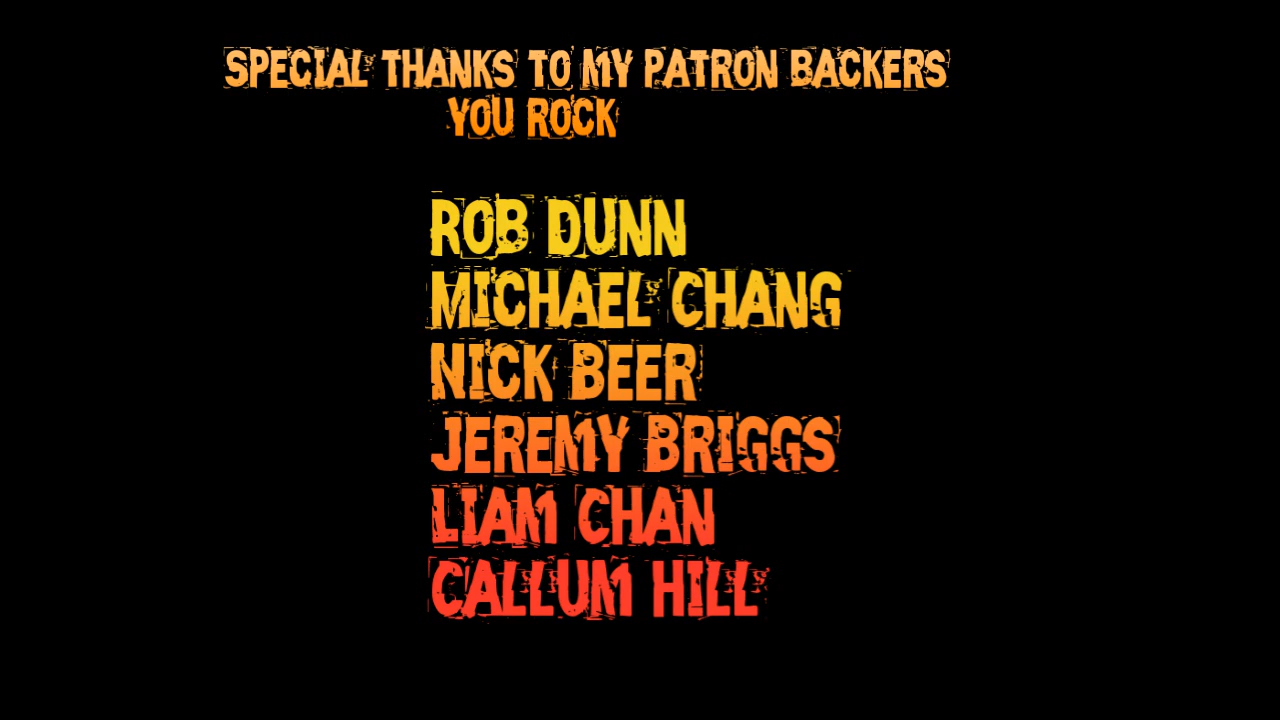 SPECIAL THANKS TO MY PATRON BACKERS
YOU ROCK
ROB DUNN
MICHAEL CHANG
NICK BEER
JEREMY BRIGGS
LIAM CHAN
CALLUM HILL